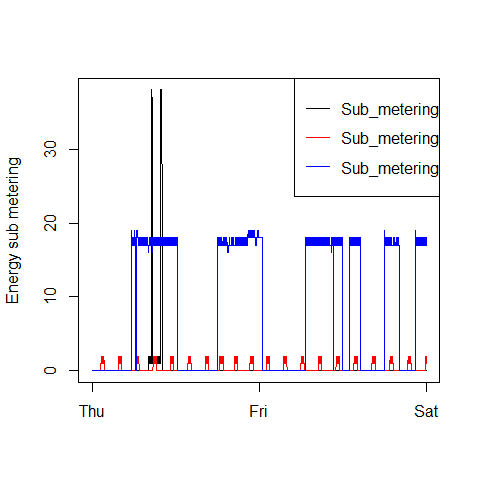 Energy sub metering
30
20
10
0
Sub_metering
Sub_metering
Sub_metering
Thu
Fri
Sat